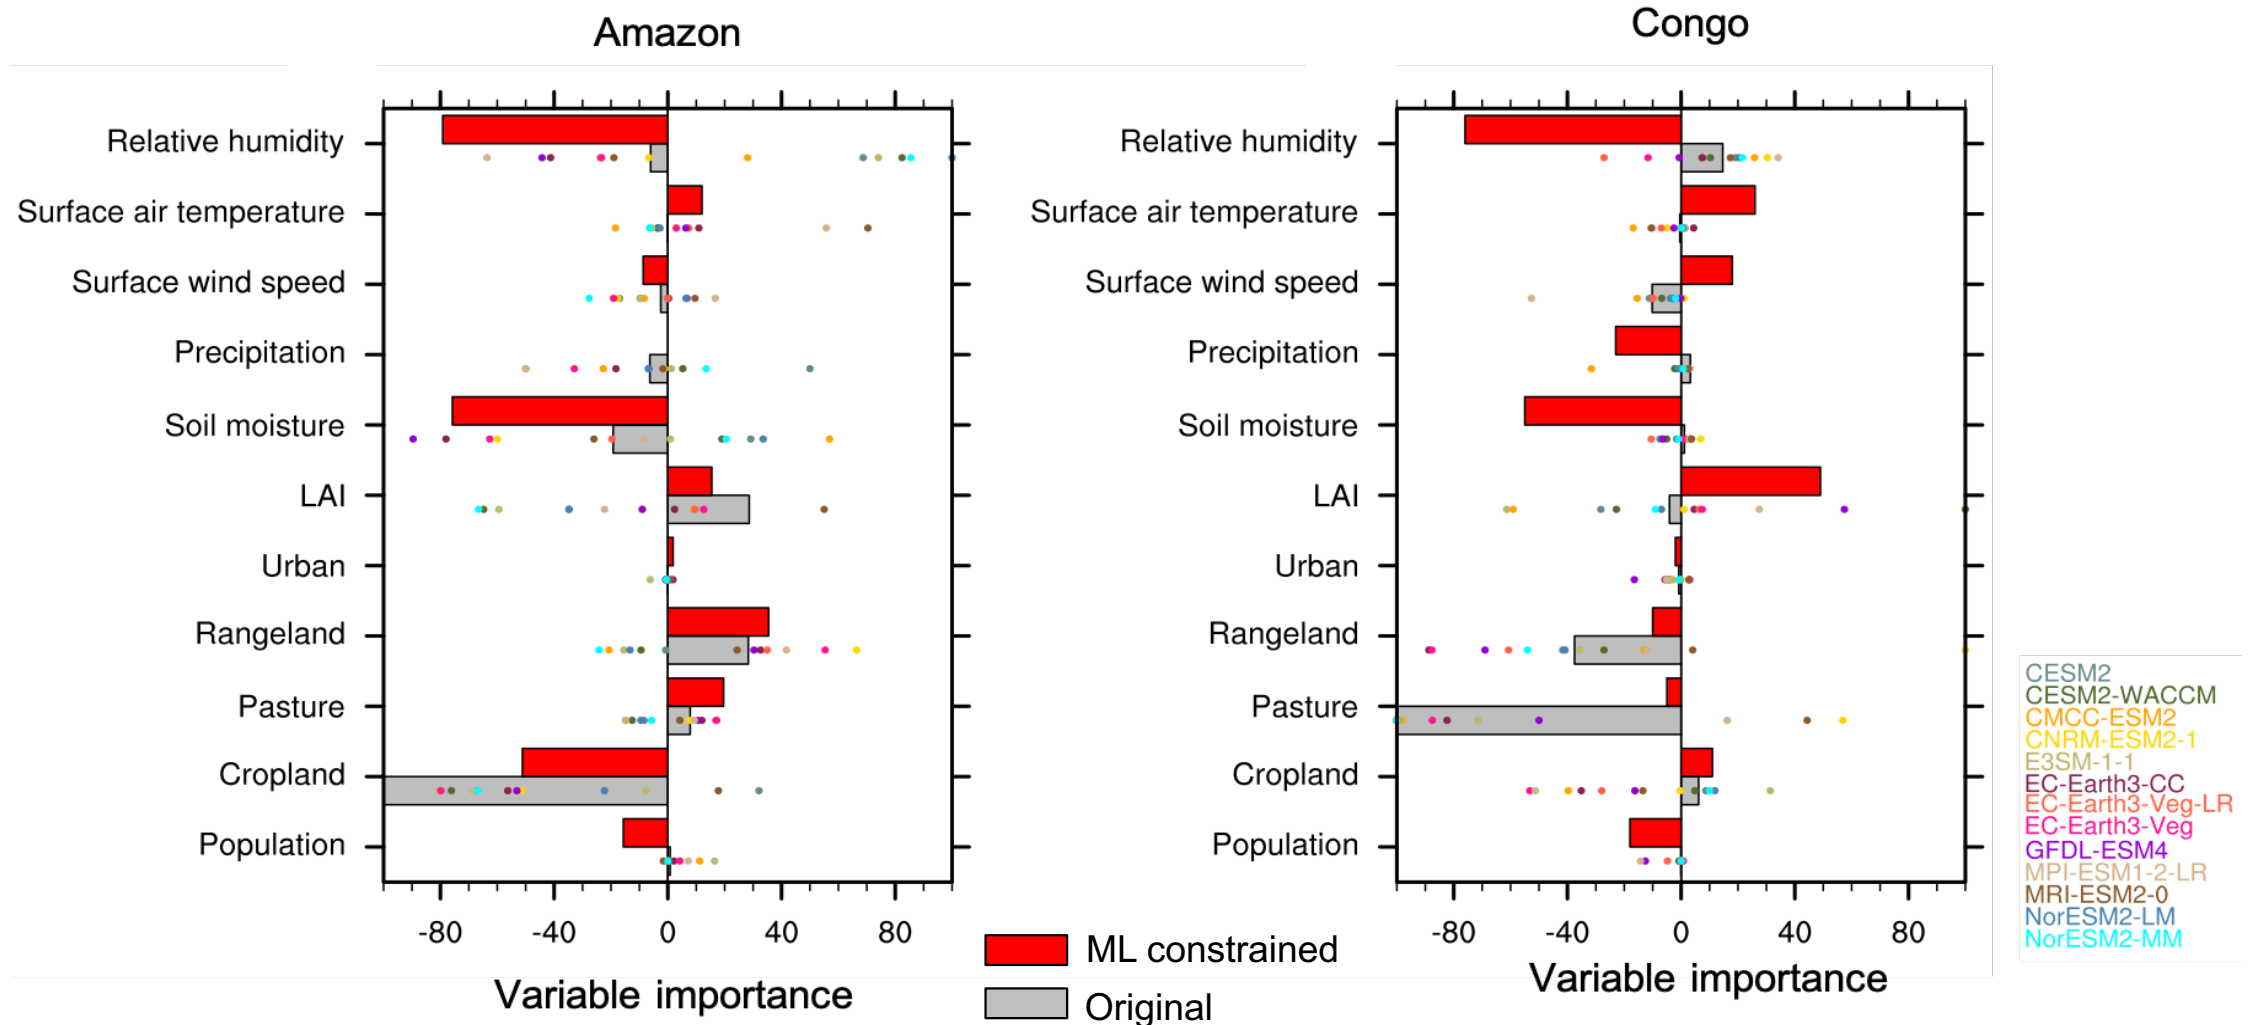 Amazon
Relative humidity
Surface air temperature
Surface wind speed
Precipitation
Soil moisture
LAI
Urban
Rangeland
Pasture
Cropland
Population
-80 -40 0 40 80
Variable importance
ML constrained
Original
Congo
Relative humidity
Surface air temperature
Surface wind speed
Precipitation
Soil moisture
LAI
Urban
Rangeland
Pasture
Cropland
Population
-80 -40 0 40 80
Variable importance
CESM2
CESM2-WACCM
CMCC-ESM2
CNRM-ESM2-1
E3SM-1-1
EC-Earth3-CC
EC-Earth3-Veg-LR
EC-Earth3-Veg
GFDL-ESM4
MPI-ESM1-2-LR
MRI-ESM2-0
NorESM2-LM
NorESM2-MM